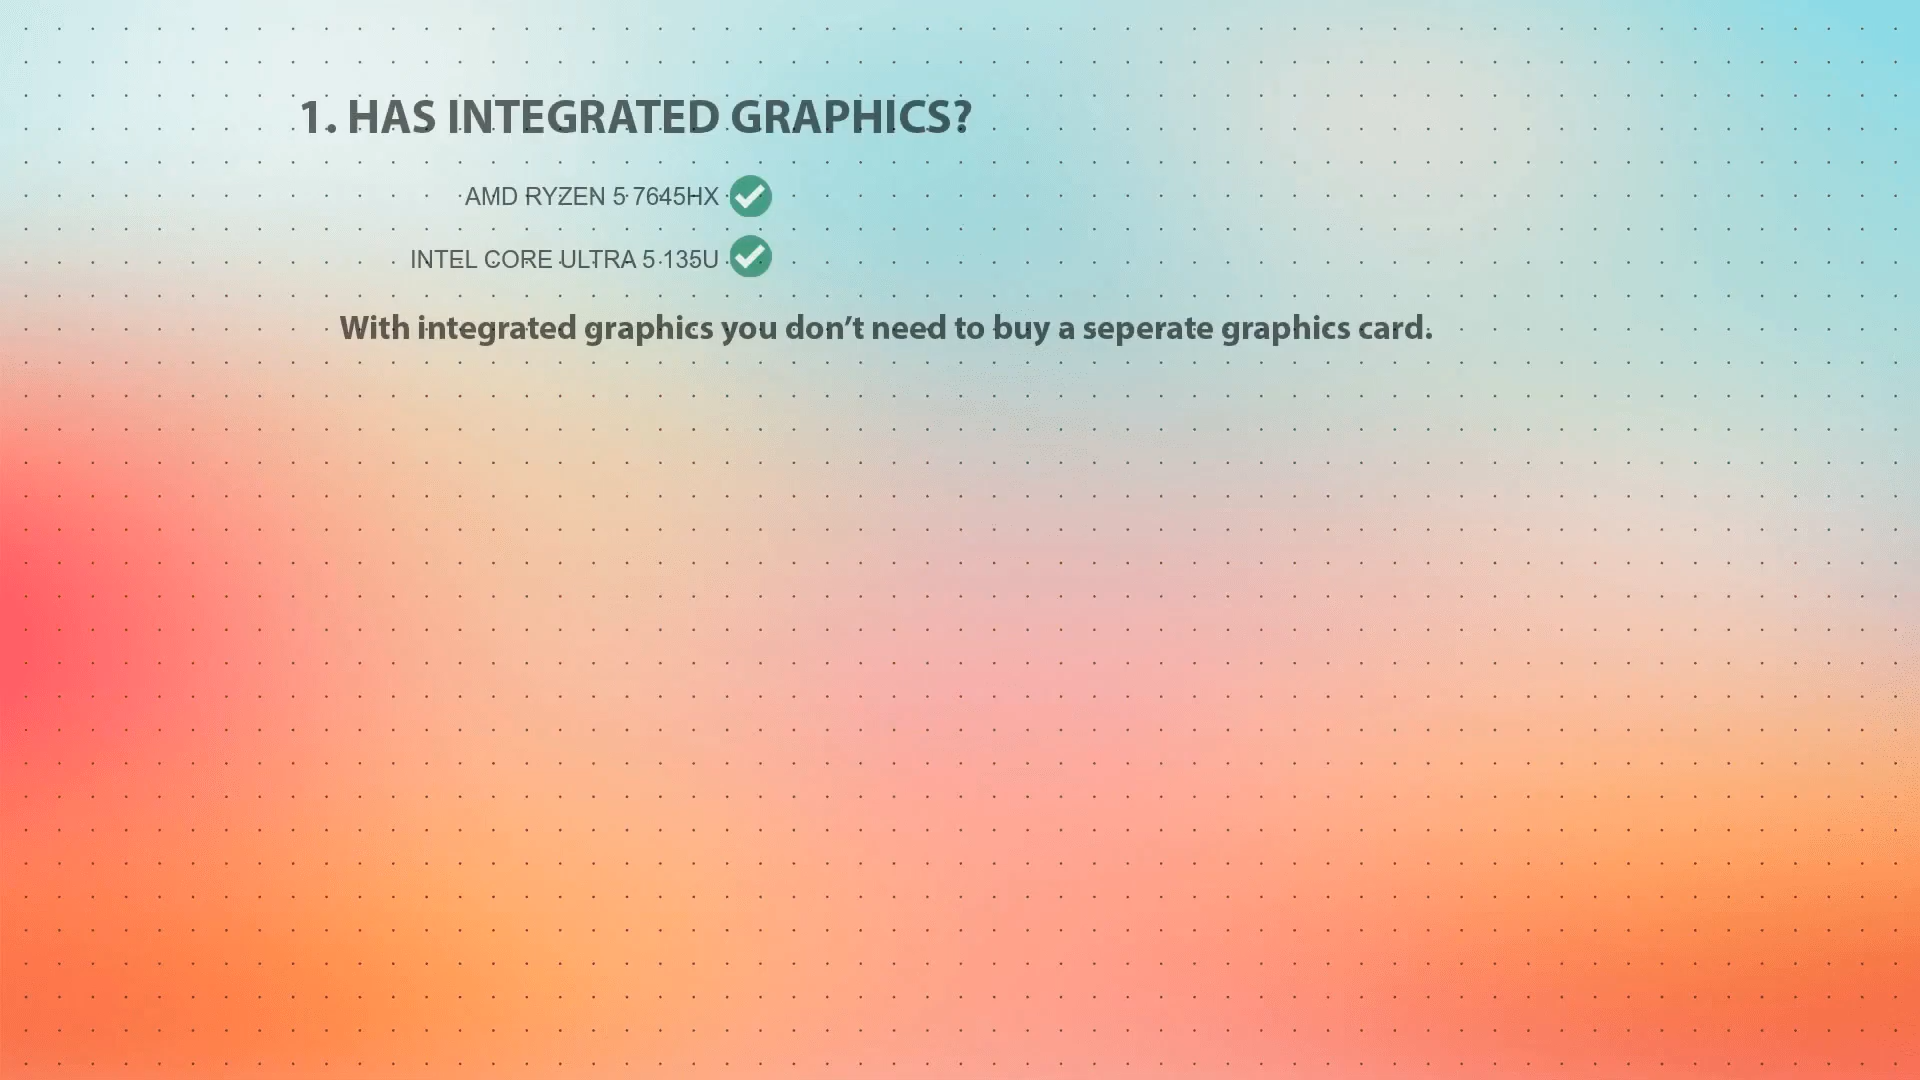 1. HAS INTEGRATED GRAPHICS?
AMD RYZEN 5 7645HX
INTEL CORE ULTRA 5 135U
With integrated graphics you don’t need to buy a seperate graphics card.